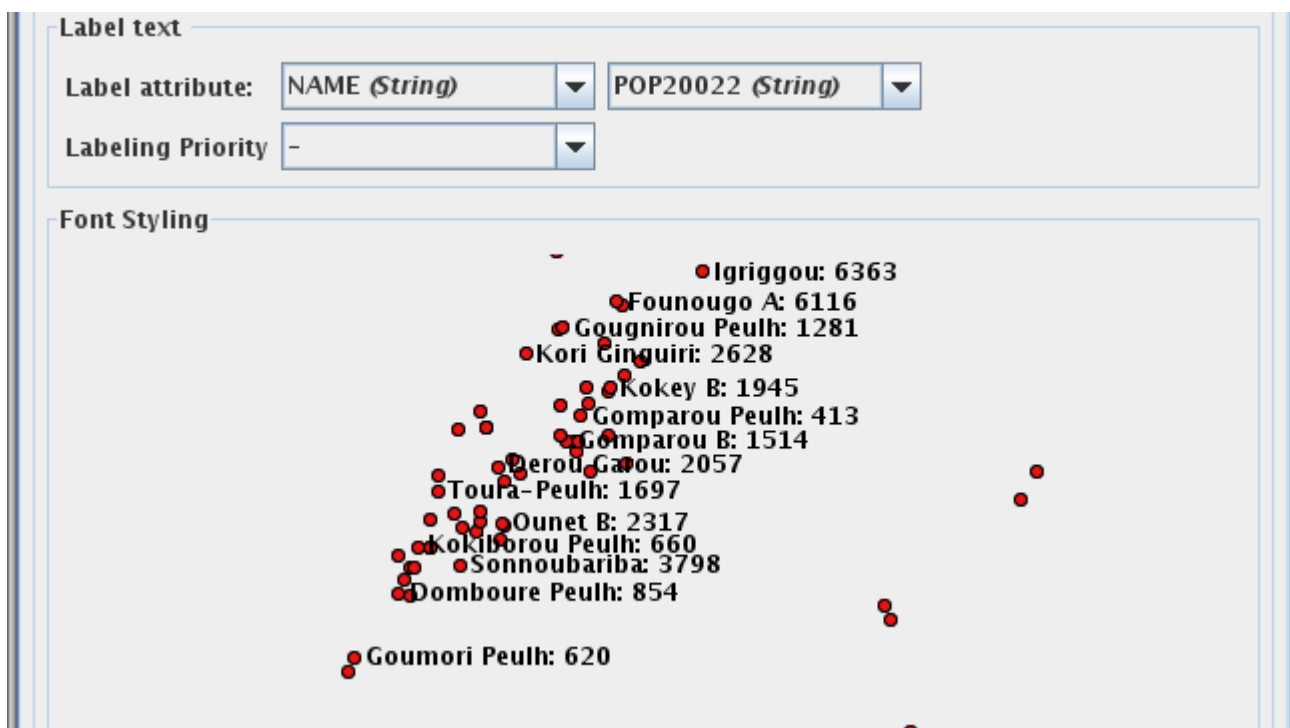 Label text
Label attribute: NAME (String) POP20022 (String)
Labeling Priority -
Font Styling
Igriggou: 6363
Founougo A: 6116
Gougnirou Peulh: 1281
Kori Ginguiri: 2628
Kokey B: 1945
Gomparou Peulh: 413
Gomparou B: 1514
Derou Garou: 2057
Toura-Peulh: 1697
Ounet B: 2317
Kokiborou Peulh: 660
Sonnoubariba: 3798
Domboure Peulh: 854
Goumori Peulh: 620